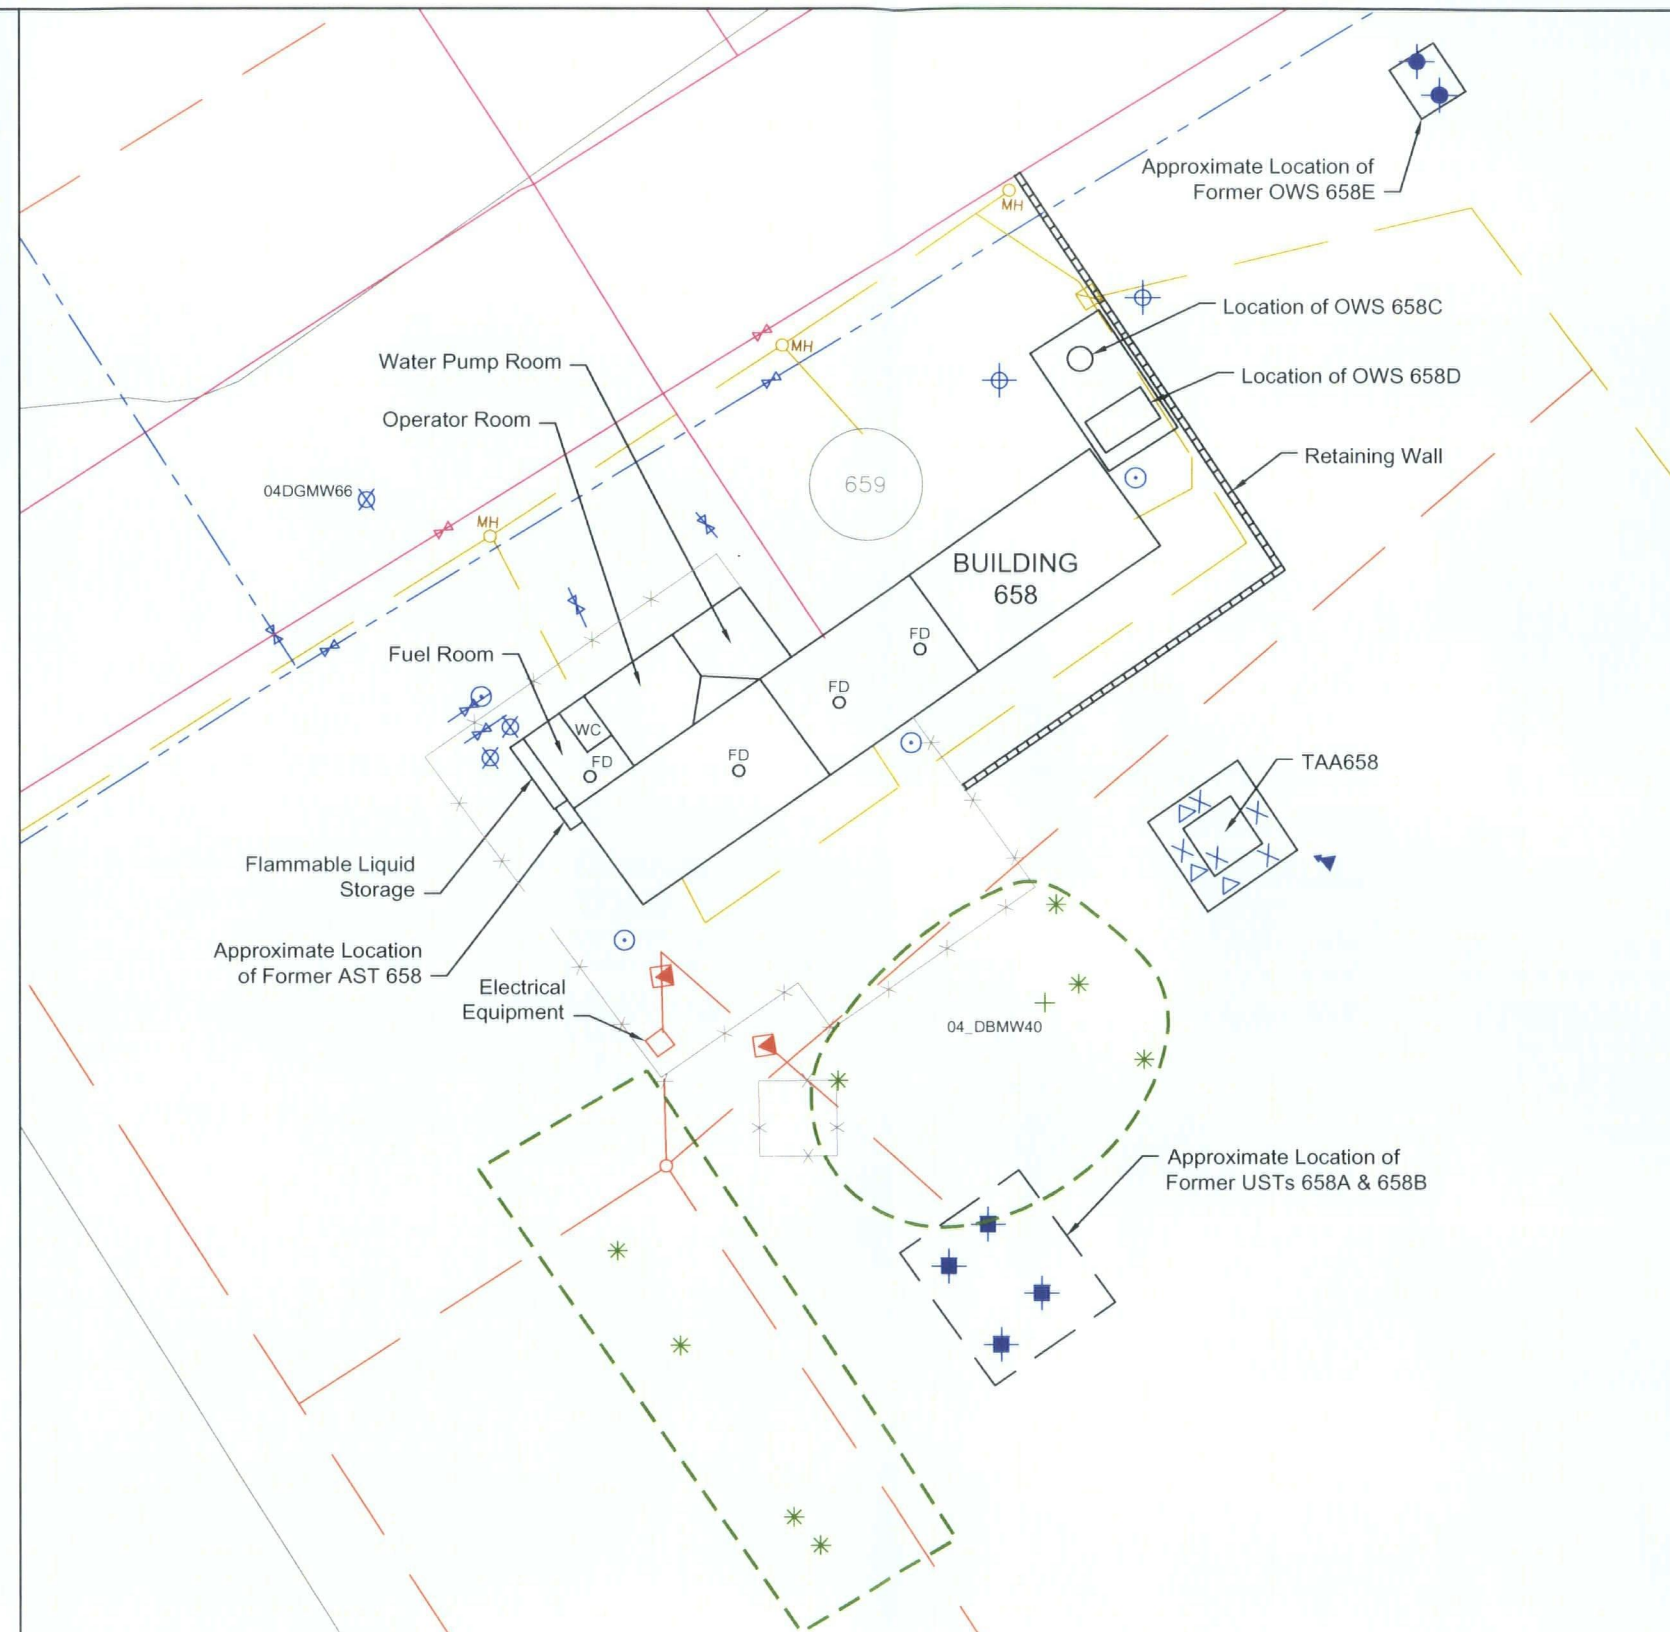 Approximate Location of
Former OWS 658E
MH
Location of OWS 658C
MH
Water Pump Room
Location of OWS 658D
Operator Room
Retaining Wall
659
04DGMW66
MH
BUILDING
658
FD
Fuel Room
FD
WC
FD
FD
TAA658
Flammable Liquid
Storage
Approximate Location
of Former AST 658
Electrical
Equipment
04_DBMW40
Approximate Location of
Former USTs 658A & 658B